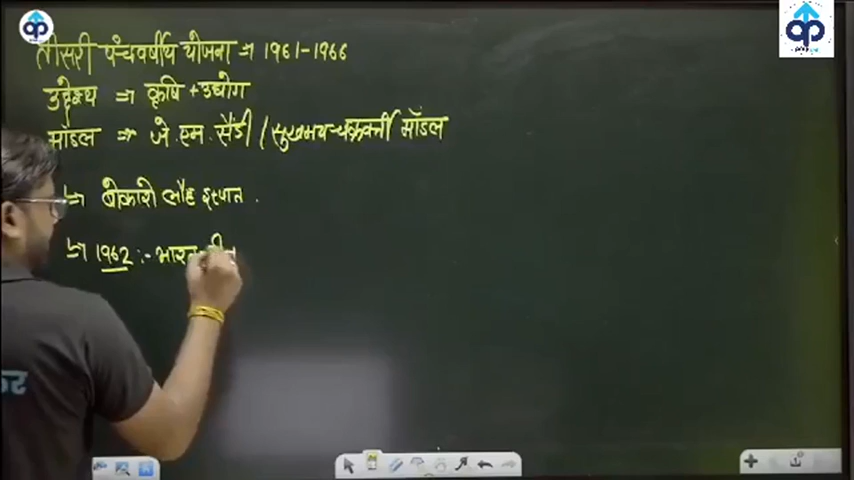 तीसरी पंचवर्षीय योजना ⇒ 1961-1966
उद्देश्य ⇒ कृषि + उद्योग
मॉडल ⇒ जे.एम. सैंडी / सुखमय चक्रवर्ती मॉडल
↳ बोकारो लौह इस्पात.
↳ 1962 :- भारत